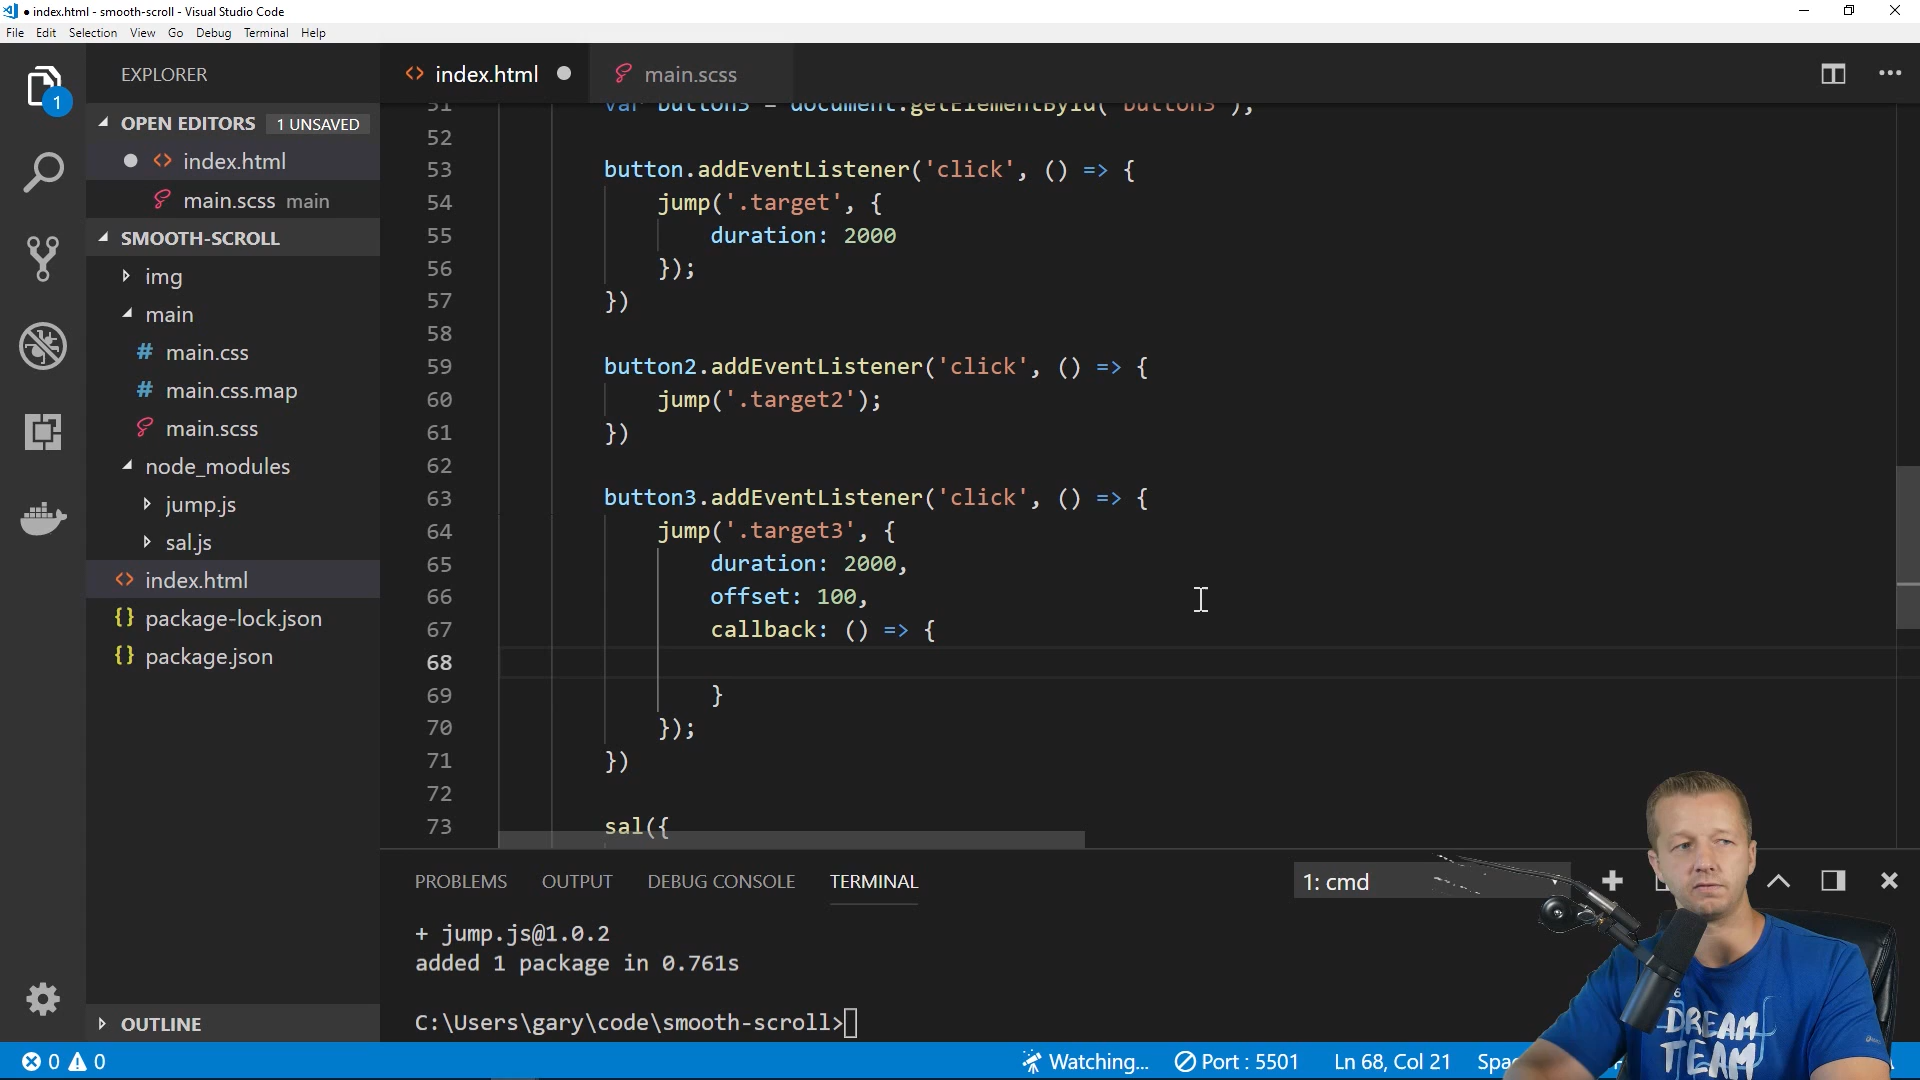 ● index.html - smooth-scroll - Visual Studio Code
File Edit Selection View Go Debug Terminal Help
EXPLORER
1
OPEN EDITORS 1 UNSAVED
index.html
main.scss main
SMOOTH-SCROLL
img
main
# main.css
# main.css.map
main.scss
node_modules
jump.js
sal.js
<> index.html
{} package-lock.json
{} package.json
OUTLINE
<> index.html ●
main.scss
51 var button3 = document.getElementById('button3');
52
53 button.addEventListener('click', () => {
54 jump('.target', {
55 duration: 2000
56 });
57 })
58
59 button2.addEventListener('click', () => {
60 jump('.target2');
61 })
62
63 button3.addEventListener('click', () => {
64 jump('.target3', {
65 duration: 2000,
66 offset: 100,
67 callback: () => {
68
69 }
70 });
71 })
72
73 sal({
PROBLEMS OUTPUT DEBUG CONSOLE TERMINAL 1: cmd
+ jump.js@1.0.2
added 1 package in 0.761s
C:\Users\gary\code\smooth-scroll>
DREAM
TEAM
0 0 Watching... Port : 5501 Ln 68, Col 21